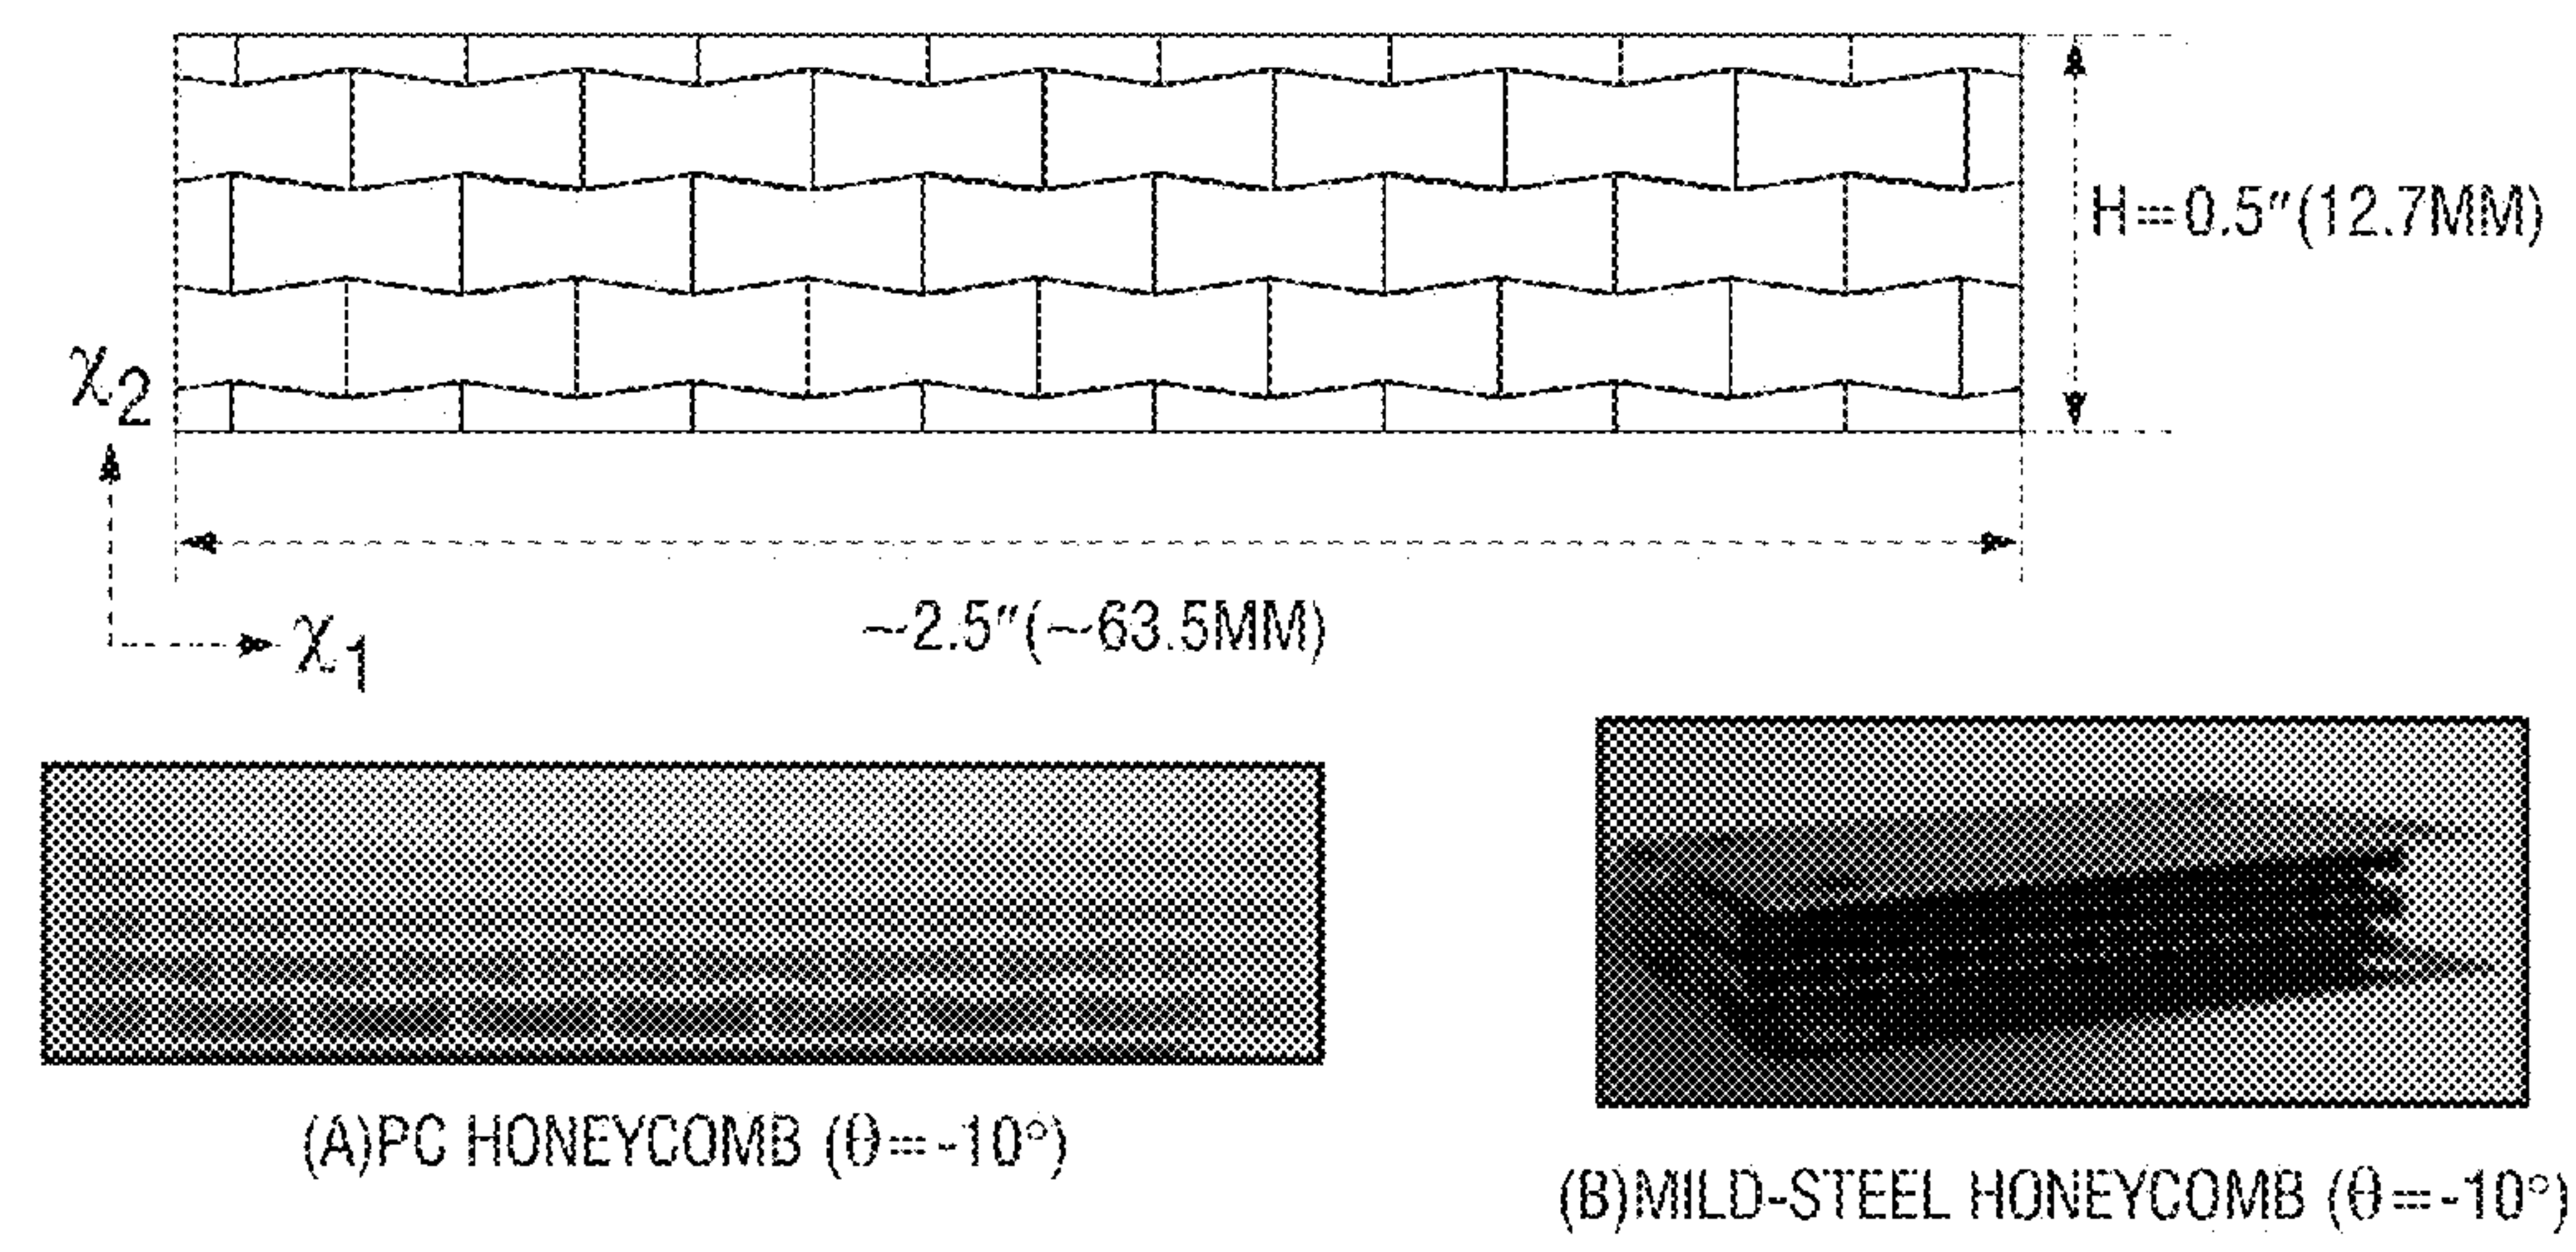 H=0.5"(12.7MM)
χ2
~2.5"(~63.5MM)
χ1
(A)PC HONEYCOMB (θ=-10°)
(B)MILD-STEEL HONEYCOMB (θ=-10°)